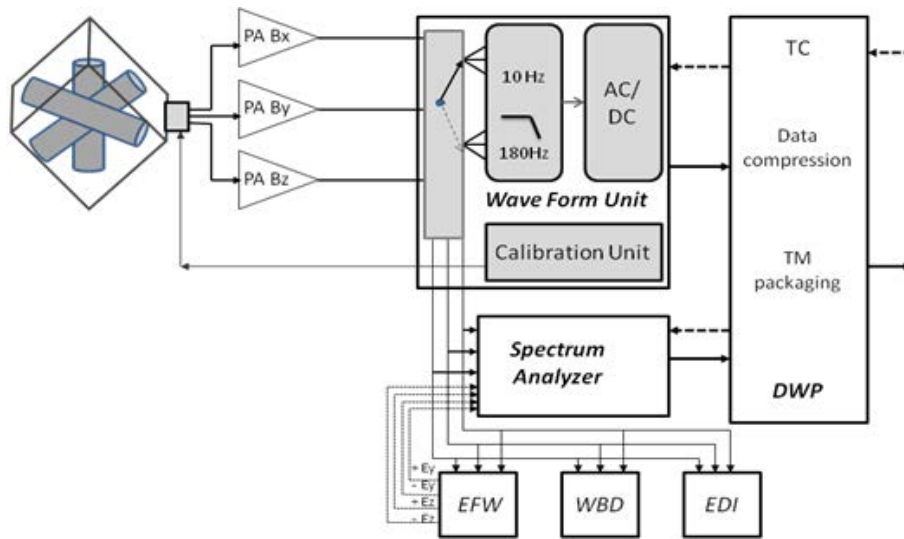 PA Bx
PA By
PA Bz
10 Hz
180Hz
AC/
DC
Wave Form Unit
Calibration Unit
TC
Data
compression
TM
packaging
DWP
Spectrum
Analyzer
+ Ey
– Ey
+ Ez
– Ez
EFW
WBD
EDI